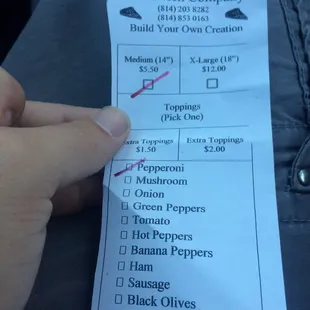 (814) 203 8282
(814) 853 0163
Build Your Own Creation
Medium (14") X-Large (18")
$5.50 $12.00
Toppings
(Pick One)
Extra Toppings Extra Toppings
$1.50 $2.00
Pepperoni
Mushroom
Onion
Green Peppers
Tomato
Hot Peppers
Banana Peppers
Ham
Sausage
Black Olives